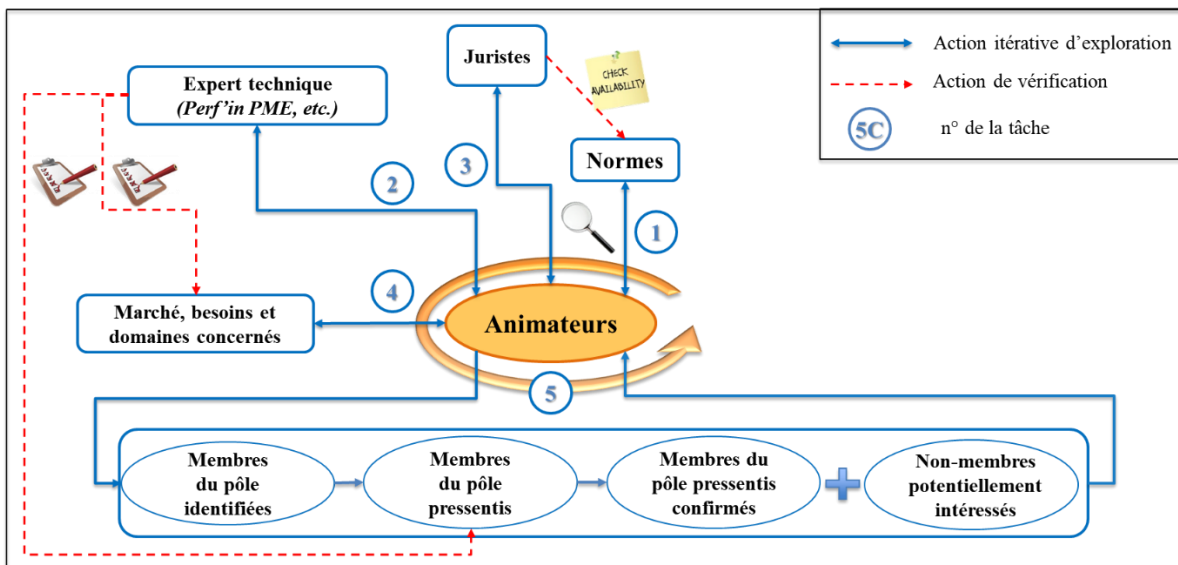 Expert technique
(Perf’in PME, etc.)
Juristes
CHECK
AVAILABILITY
Normes
Action itérative d’exploration
Action de vérification
5C
n° de la tâche
2
3
1
Marché, besoins et
domaines concernés
4
Animateurs
5
Membres
du pôle
identifiées
Membres
du pôle
pressentis
Membres du
pôle pressentis
confirmés
Non-membres
potentiellement
intéressés